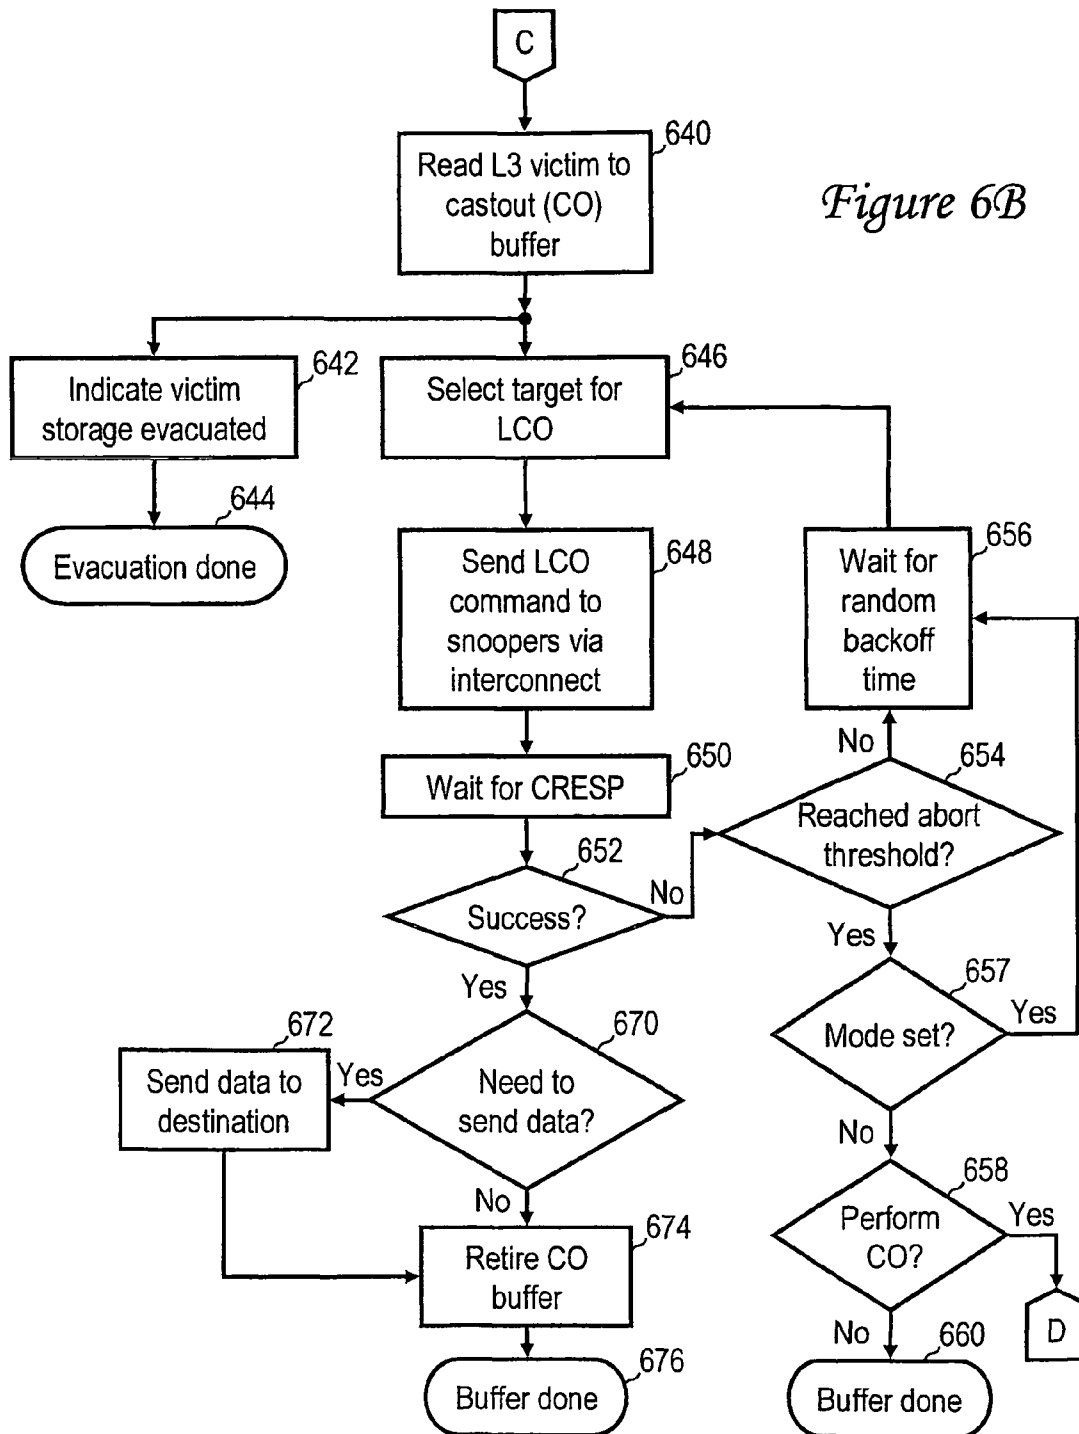 C
640
Read L3 victim to
castout (CO)
buffer
Figure 6B
642
Indicate victim
storage evacuated
646
Select target for
LCO
644
Evacuation done
648
Send LCO
command to
snoopers via
interconnect
656
Wait for
random
backoff
time
No
650
Wait for CRESP
654
Reached abort
threshold?
652
Success?
No
Yes
Yes
657
Mode set?
Yes
672
Send data to
destination
Yes
670
Need to
send data?
No
No
658
Perform
CO?
Yes
674
Retire CO
buffer
D
No
676
Buffer done
660
Buffer done